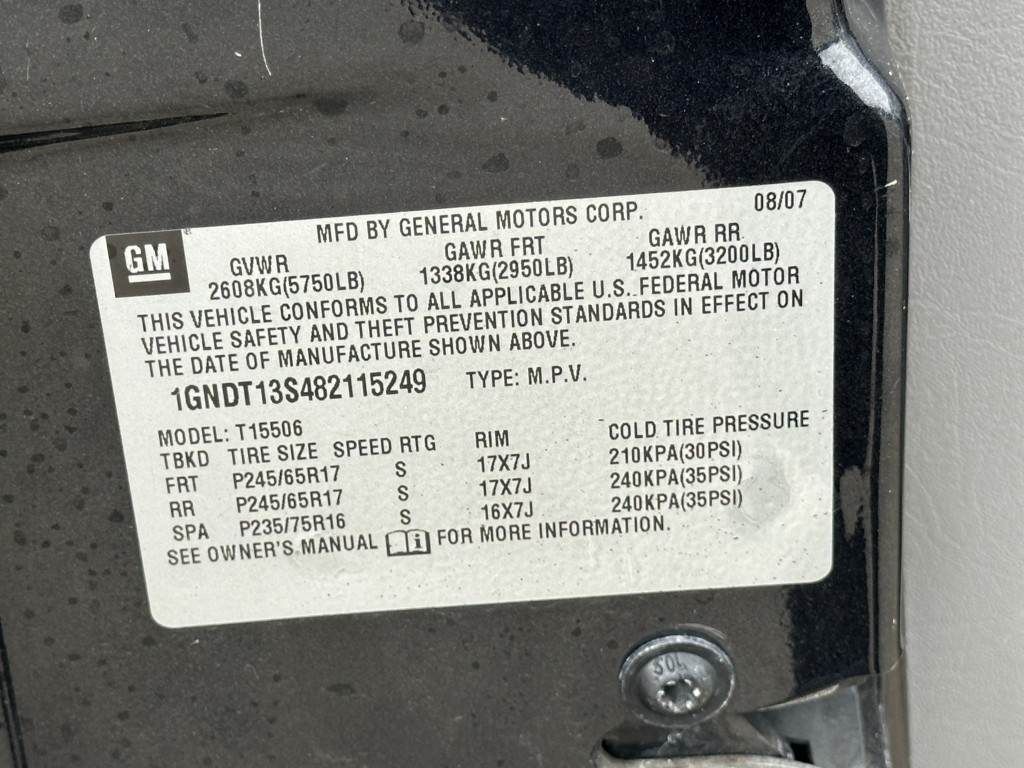 08/07
MFD BY GENERAL MOTORS CORP.
GM
GVWR GAWR FRT GAWR RR
2608KG(5750LB) 1338KG(2950LB) 1452KG(3200LB)
THIS VEHICLE CONFORMS TO ALL APPLICABLE U.S. FEDERAL MOTOR
VEHICLE SAFETY AND THEFT PREVENTION STANDARDS IN EFFECT ON
THE DATE OF MANUFACTURE SHOWN ABOVE.
1GNDT13S482115249 TYPE: M.P.V.
MODEL: T15506
TBKD TIRE SIZE SPEED RTG RIM COLD TIRE PRESSURE
FRT P245/65R17 S 17X7J 210KPA(30PSI)
RR P245/65R17 S 17X7J 240KPA(35PSI)
SPA P235/75R16 S 16X7J 240KPA(35PSI)
SEE OWNER'S MANUAL FOR MORE INFORMATION.